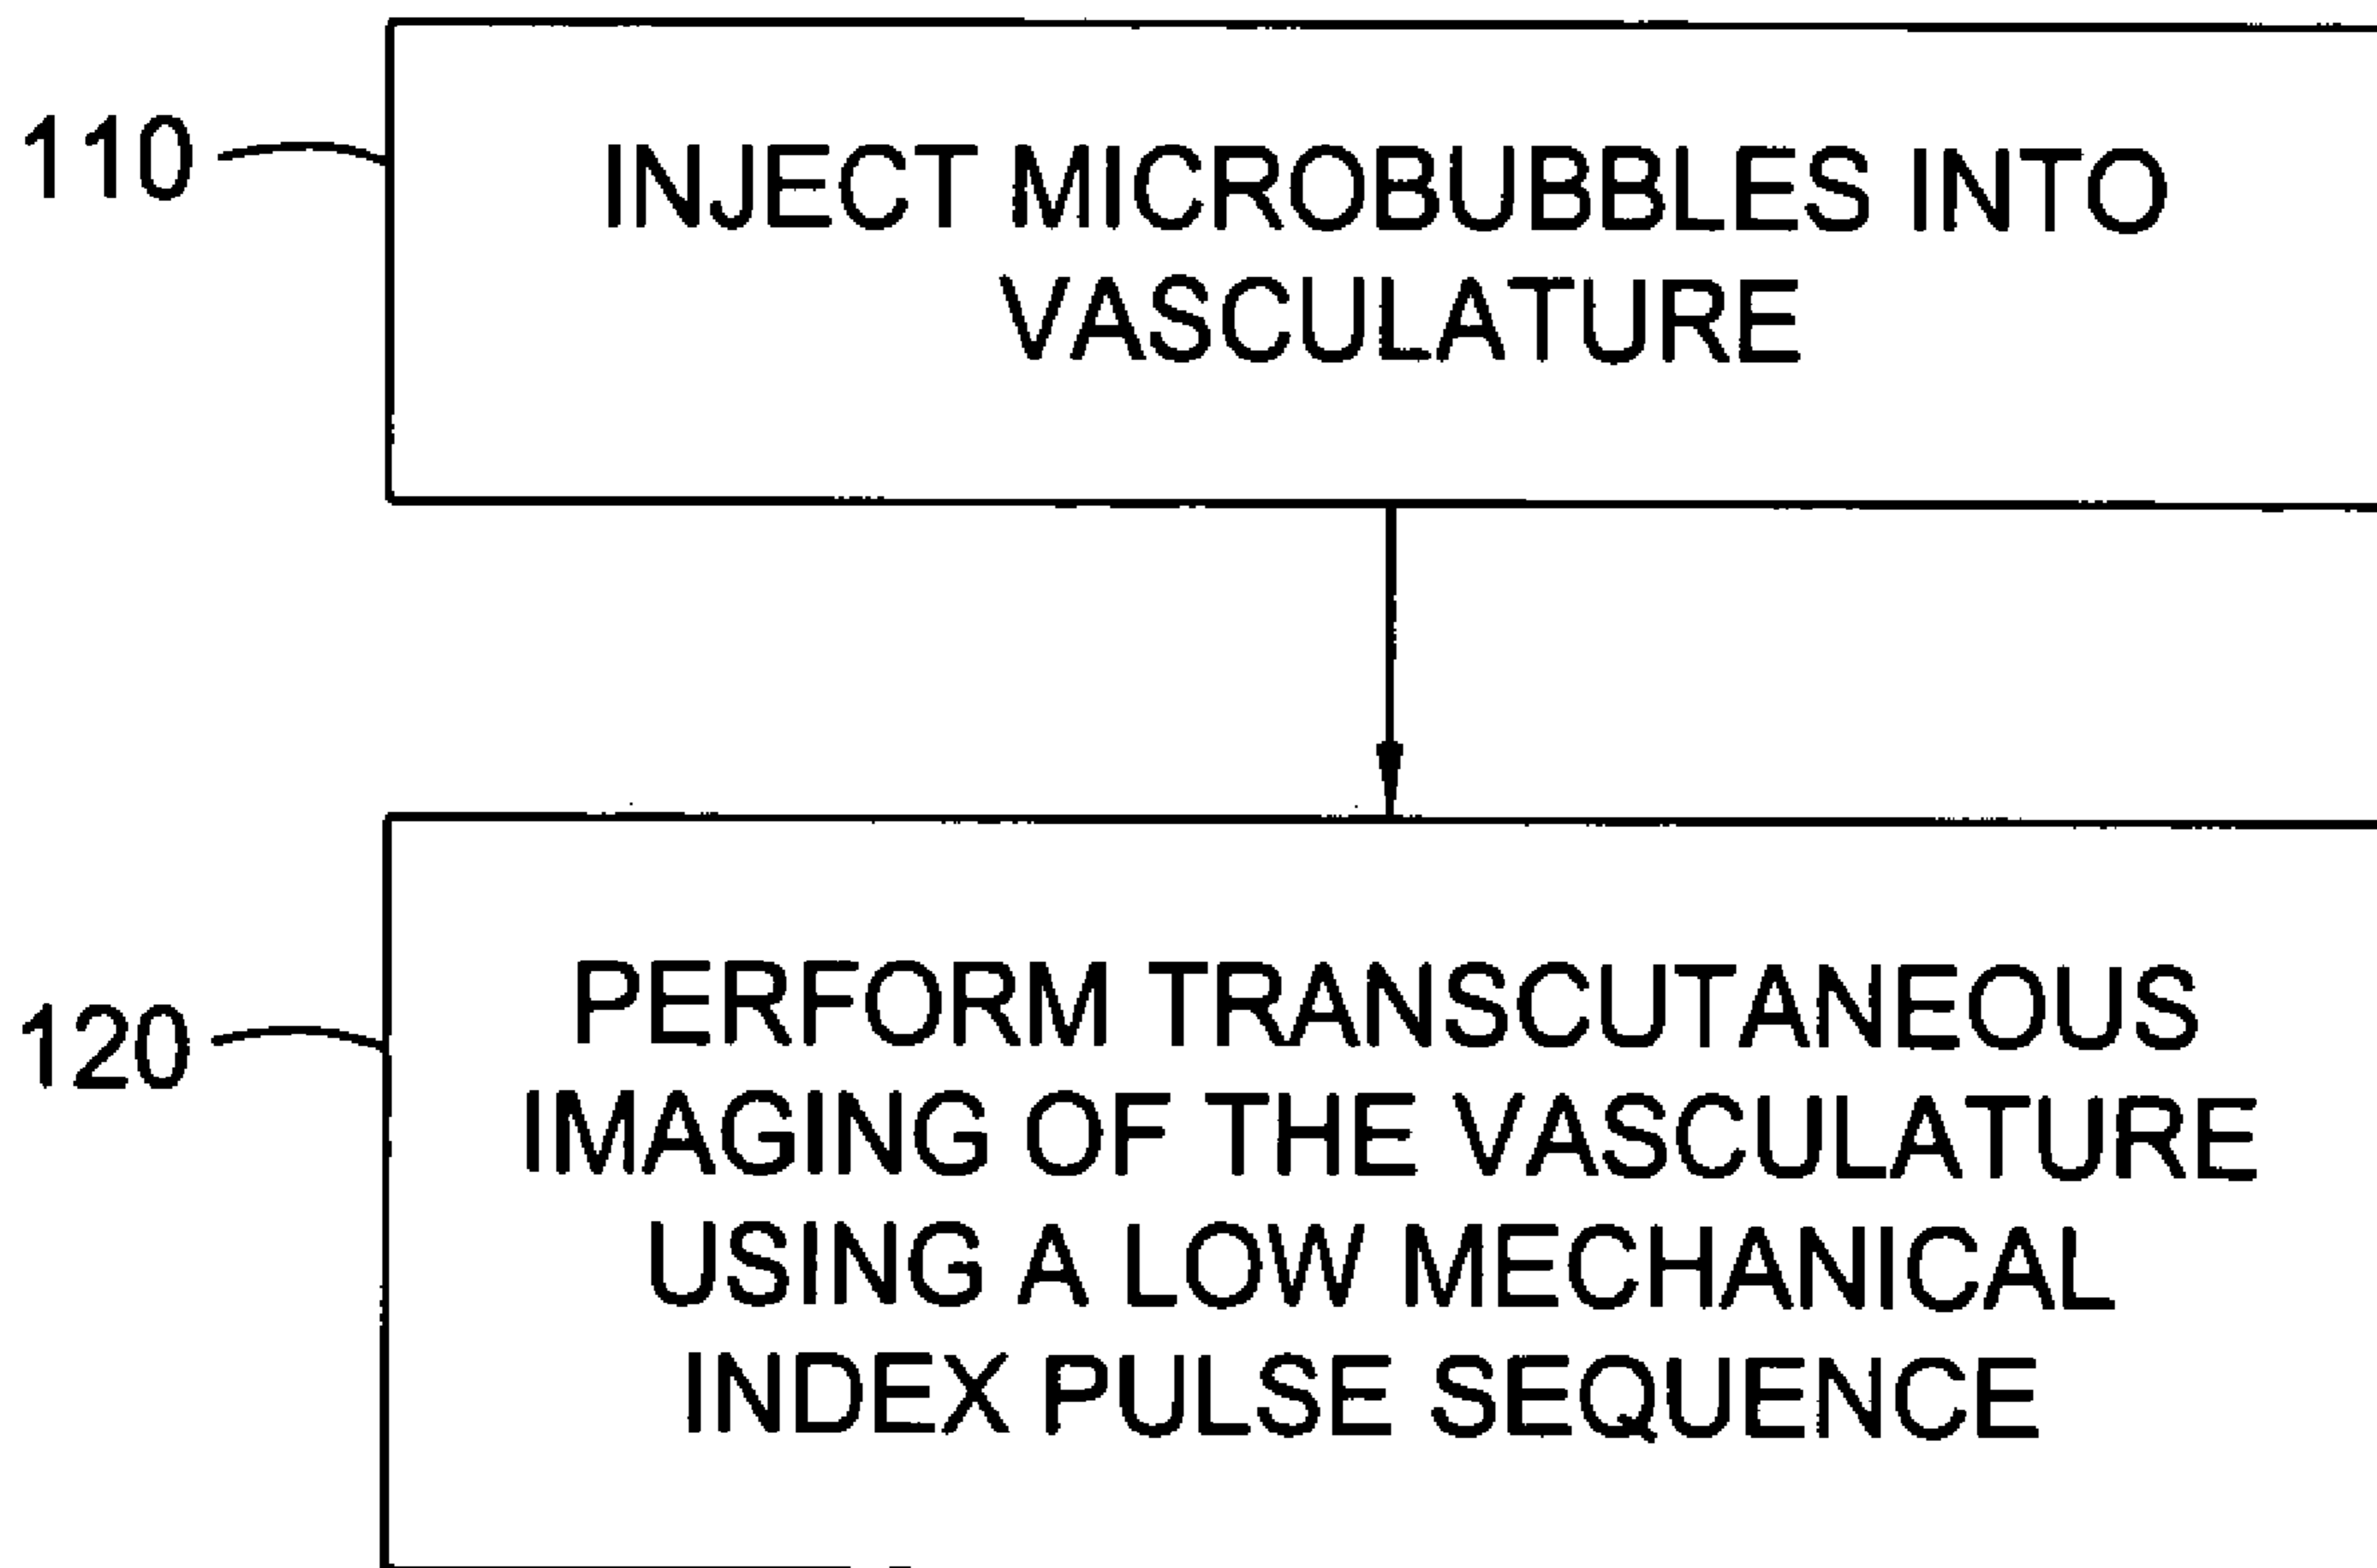 110
INJECT MICROBUBBLES INTO
VASCULATURE
120
PERFORM TRANSCUTANEOUS
IMAGING OF THE VASCULATURE
USING A LOW MECHANICAL
INDEX PULSE SEQUENCE